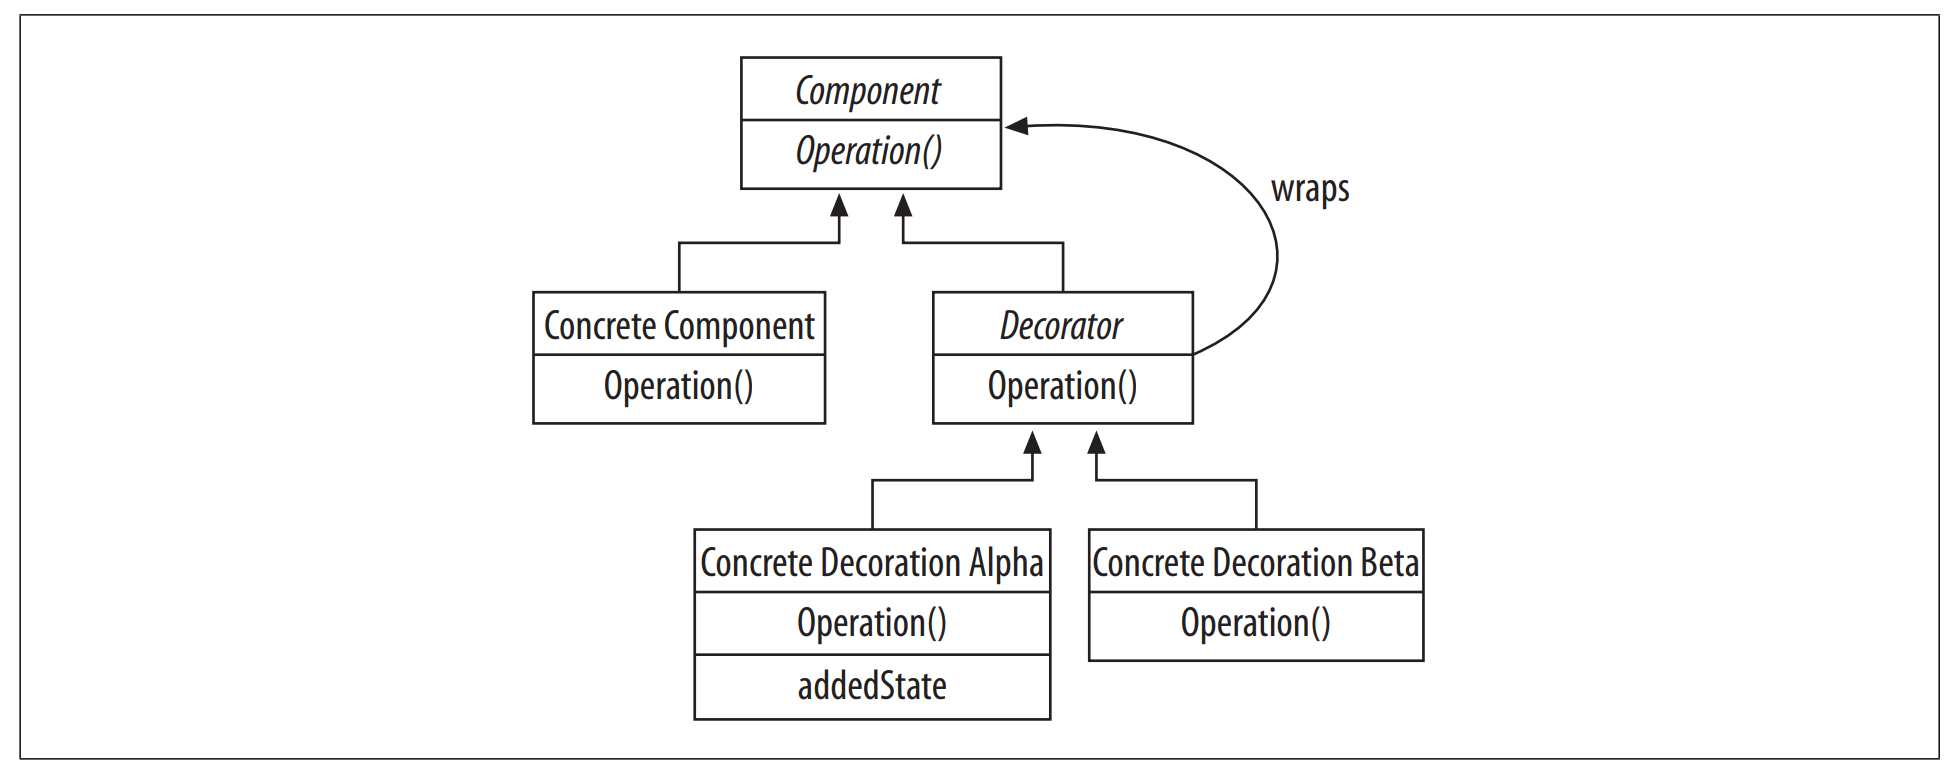 Component
Operation()
wraps
Concrete Component
Operation()
Decorator
Operation()
Concrete Decoration Alpha
Operation()
addedState
Concrete Decoration Beta
Operation()